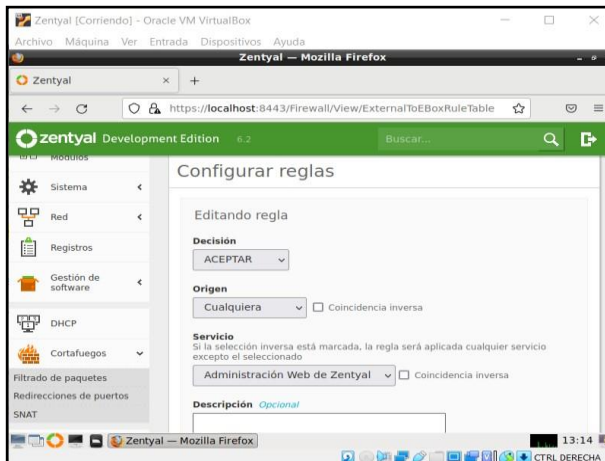 Zentyal [Corriendo] - Oracle VM VirtualBox
Archivo Máquina Ver Entrada Dispositivos Ayuda
Zentyal — Mozilla Firefox
Zentyal
https://localhost:8443/Firewall/View/ExternalToEBoxRuleTable
zentyal Development Edition 6.2 Buscar...
Módulos
Configurar reglas
Sistema
Editando regla
Red
Decisión
ACEPTAR
Registros
Origen
Gestión de software
Cualquiera Coincidencia inversa
DHCP
Servicio
Si la selección inversa está marcada, la regla será aplicada cualquier servicio
excepto el seleccionado
Cortafuegos
Administración Web de Zentyal Coincidencia inversa
Filtrado de paquetes
Redirecciones de puertos
Descripción Opcional
SNAT
Zentyal — Mozilla Firefox 13:14
CTRL DERECHA